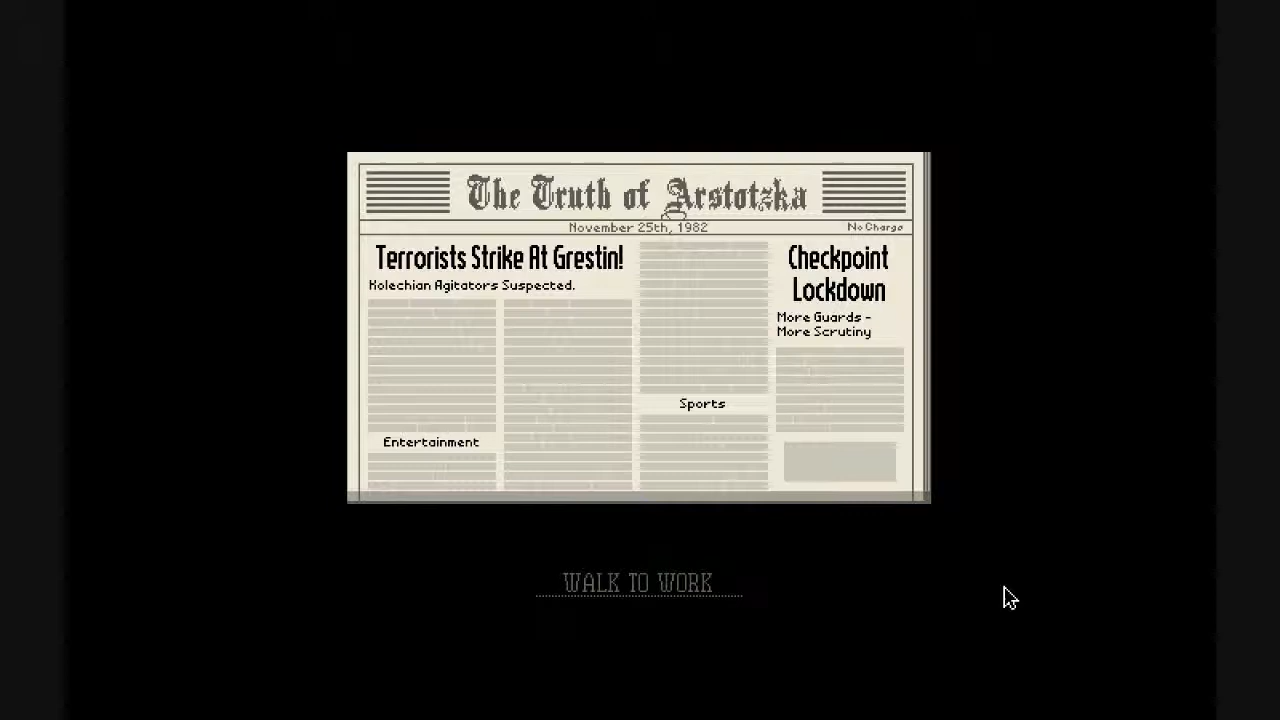 The Truth of Arstotzka
November 25th, 1982
No Charge
Terrorists Strike At Grestin!
Kolechian Agitators Suspected.
Entertainment
Sports
Checkpoint
Lockdown
More Guards -
More Scrutiny
WALK TO WORK